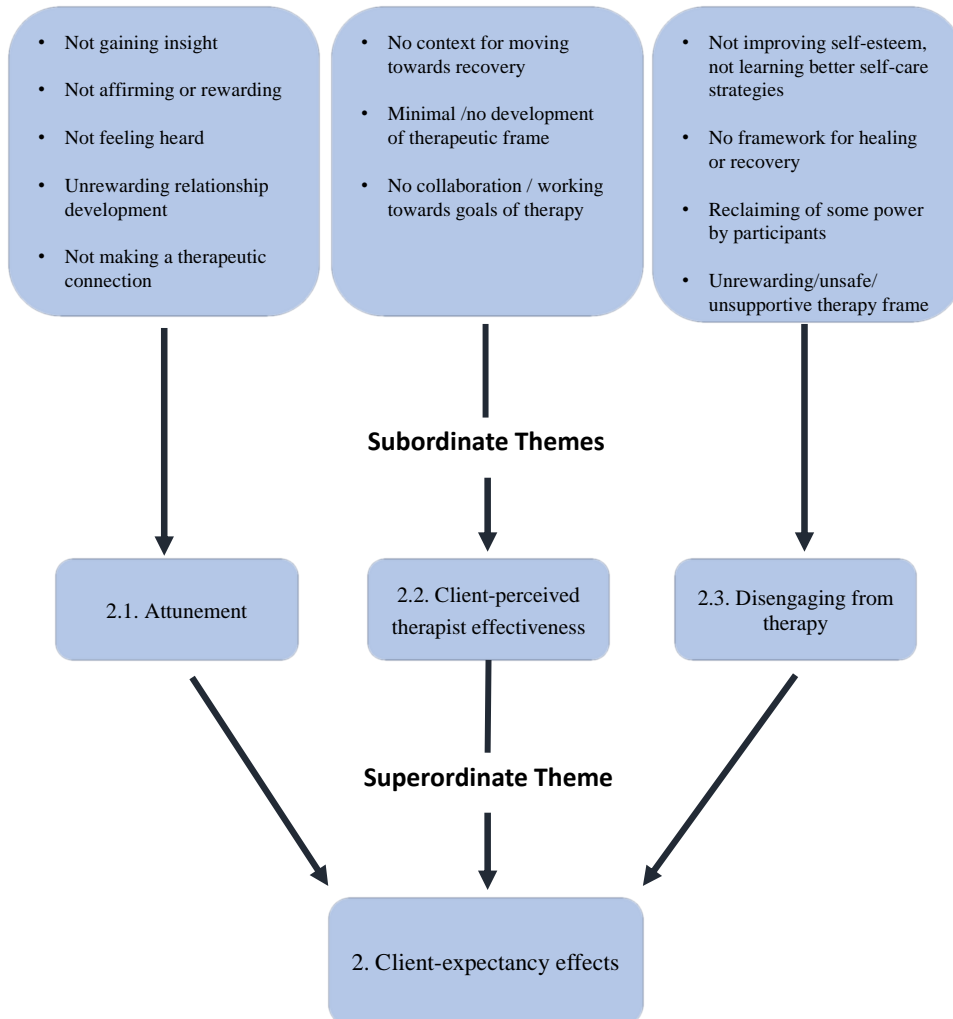 • Not gaining insight
• Not affirming or rewarding
• Not feeling heard
• Unrewarding relationship
development
• Not making a therapeutic
connection
• No context for moving
towards recovery
• Minimal /no development
of therapeutic frame
• No collaboration / working
towards goals of therapy
• Not improving self-esteem,
not learning better self-care
strategies
• No framework for healing
or recovery
• Reclaiming of some power
by participants
• Unrewarding/unsafe/
unsupportive therapy frame
Subordinate Themes
2.1. Attunement
2.2. Client-perceived
therapist effectiveness
2.3. Disengaging from
therapy
Superordinate Theme
2. Client-expectancy effects